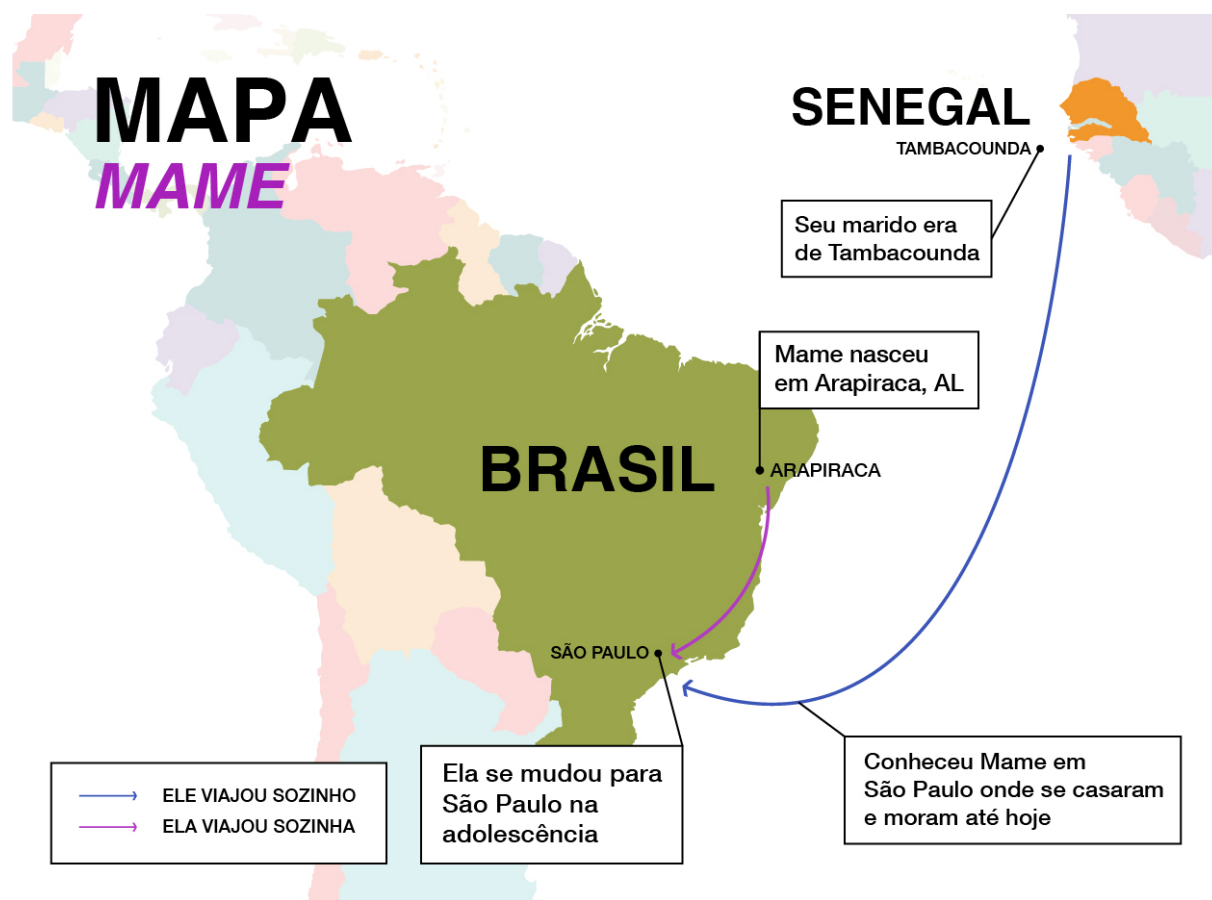 MAPA
MAME
SENEGAL
TAMBACOUNDA
Seu marido era
de Tambacounda
Mame nasceu
em Arapiraca, AL
BRASIL
ARAPIRACA
SÃO PAULO
Ela se mudou para
São Paulo na
adolescência
Conheceu Mame em
São Paulo onde se casaram
e moram até hoje
ELE VIAJOU SOZINHO
ELA VIAJOU SOZINHA